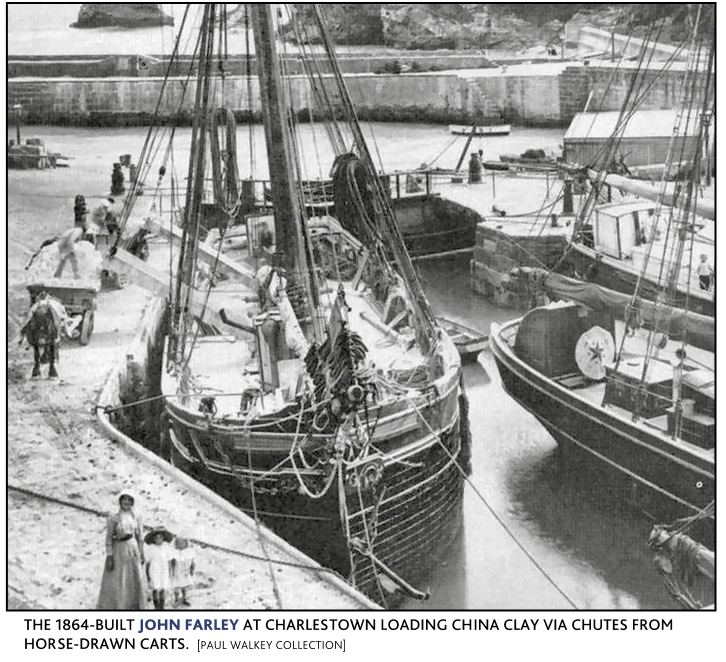 THE 1864-BUILT JOHN FARLEY AT CHARLESTOWN LOADING CHINA CLAY VIA CHUTES FROM
HORSE-DRAWN CARTS. [PAUL WALKEY COLLECTION]